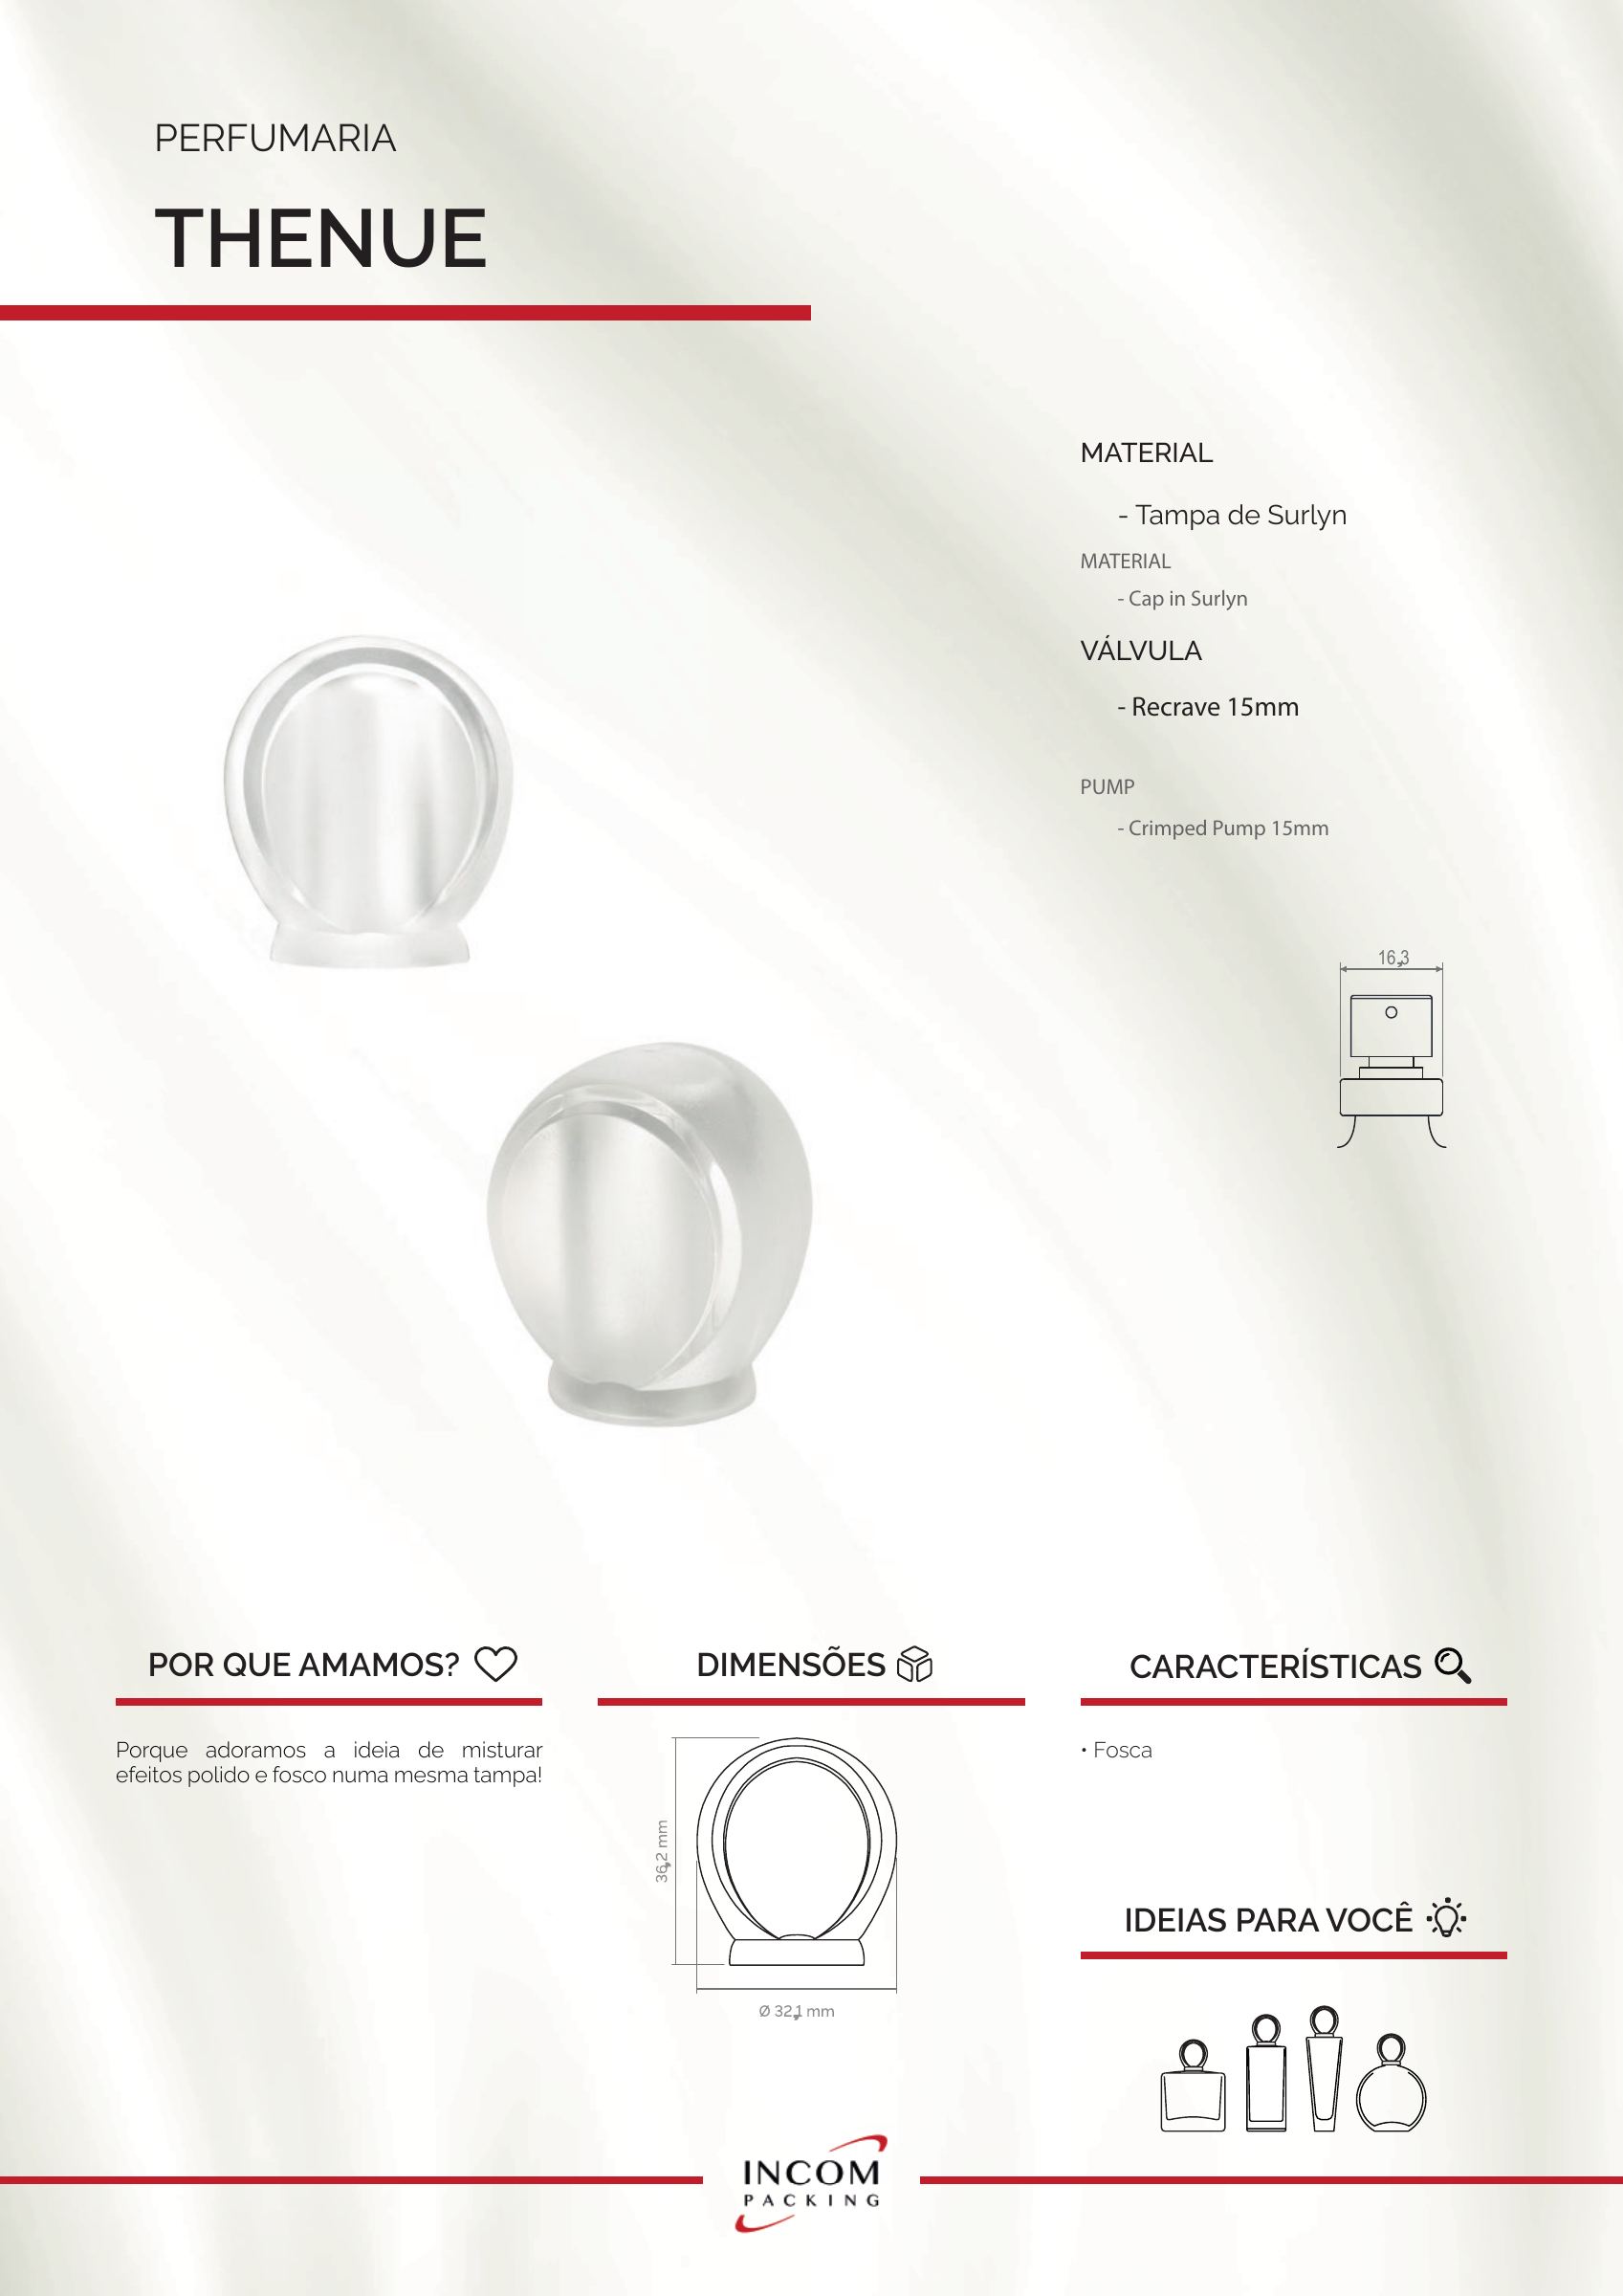 PERFUMARIA
THENUE
MATERIAL
- Tampa de Surlyn
MATERIAL
- Cap in Surlyn
VÁLVULA
- Recrave 15mm
PUMP
- Crimped Pump 15mm
16,3
POR QUE AMAMOS?
Porque adoramos a ideia de misturar
efeitos polido e fosco numa mesma tampa!
DIMENSÕES
36,2 mm
Ø 32,1 mm
CARACTERÍSTICAS
• Fosca
IDEIAS PARA VOCÊ
INCOM
PACKING